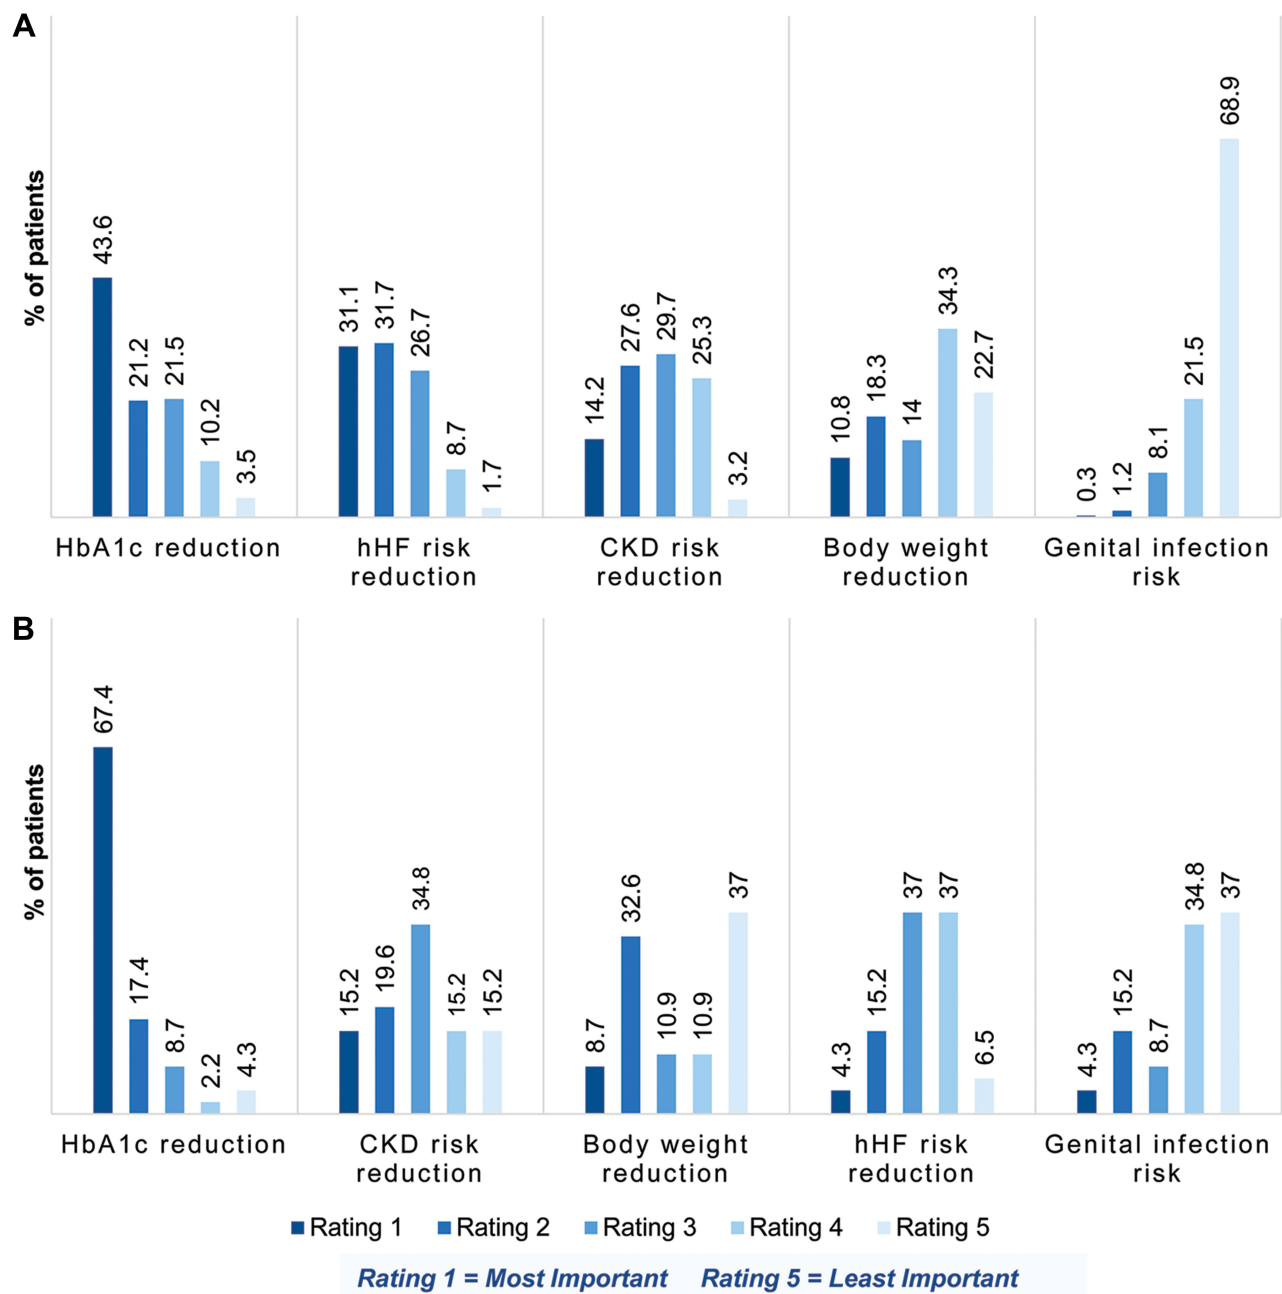 A
% of patients
43.6
21.2
21.5
10.2
3.5
31.1
31.7
26.7
8.7
1.7
14.2
27.6
29.7
25.3
3.2
10.8
18.3
14
34.3
22.7
0.3
1.2
8.1
21.5
68.9
HbA1c reduction
hHF risk
reduction
CKD risk
reduction
Body weight
reduction
Genital infection
risk
B
% of patients
67.4
17.4
8.7
2.2
4.3
15.2
19.6
34.8
15.2
15.2
8.7
32.6
10.9
10.9
37
4.3
15.2
37
37
6.5
4.3
15.2
8.7
34.8
37
HbA1c reduction
CKD risk
reduction
Body weight
reduction
hHF risk
reduction
Genital infection
risk
Rating 1 Rating 2 Rating 3 Rating 4 Rating 5
Rating 1 = Most Important Rating 5 = Least Important